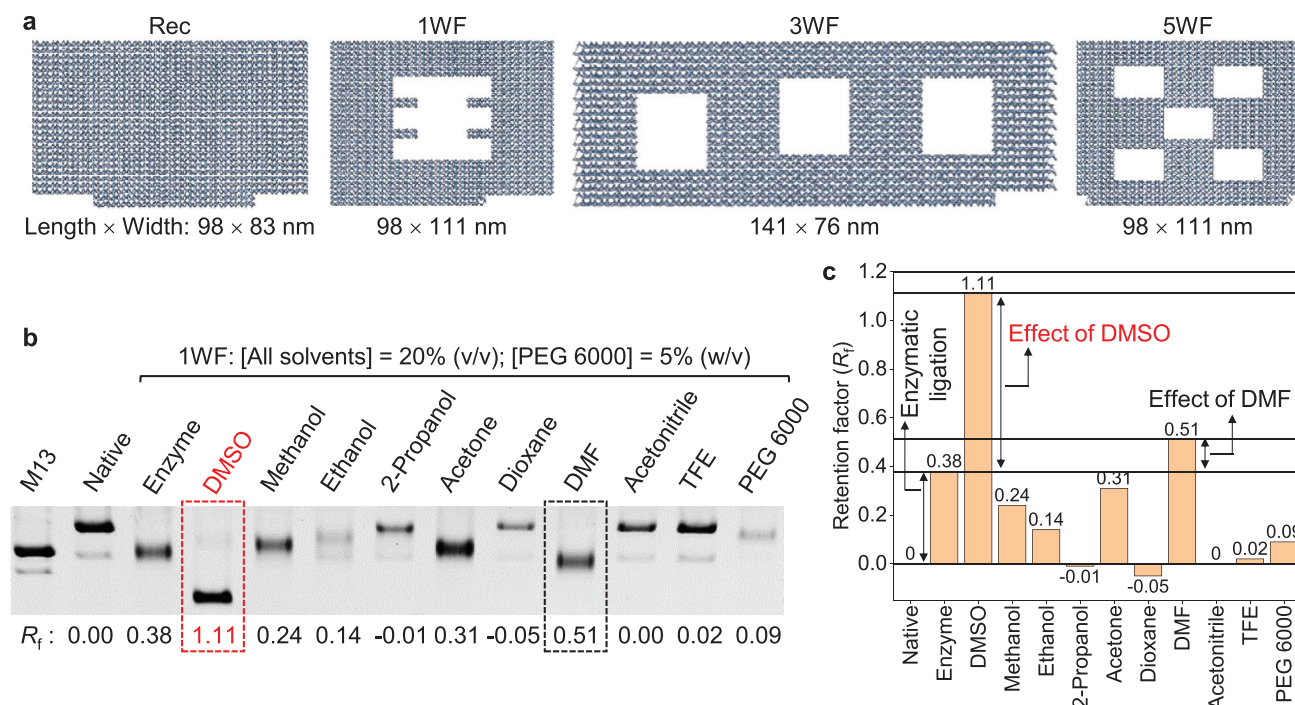 a
Rec
1WF
3WF
5WF
Length × Width: 98 × 83 nm
98 × 111 nm
141 × 76 nm
98 × 111 nm
b
1WF: [All solvents] = 20% (v/v); [PEG 6000] = 5% (w/v)
M13
Native
Enzyme
DMSO
Methanol
Ethanol
2-Propanol
Acetone
Dioxane
DMF
Acetonitrile
TFE
PEG 6000
Rf : 0.00 0.38 1.11 0.24 0.14 -0.01 0.31 -0.05 0.51 0.00 0.02 0.09
c
Retention factor (Rf)
1.2
1.0
0.8
0.6
0.4
0.2
0.0
Enzymatic
ligation
Effect of DMSO
Effect of DMF
0
0.38
1.11
0.24
0.14
-0.01
0.31
-0.05
0.51
0
0.02
0.09
Native
Enzyme
DMSO
Methanol
Ethanol
2-Propanol
Acetone
Dioxane
DMF
Acetonitrile
TFE
PEG 6000